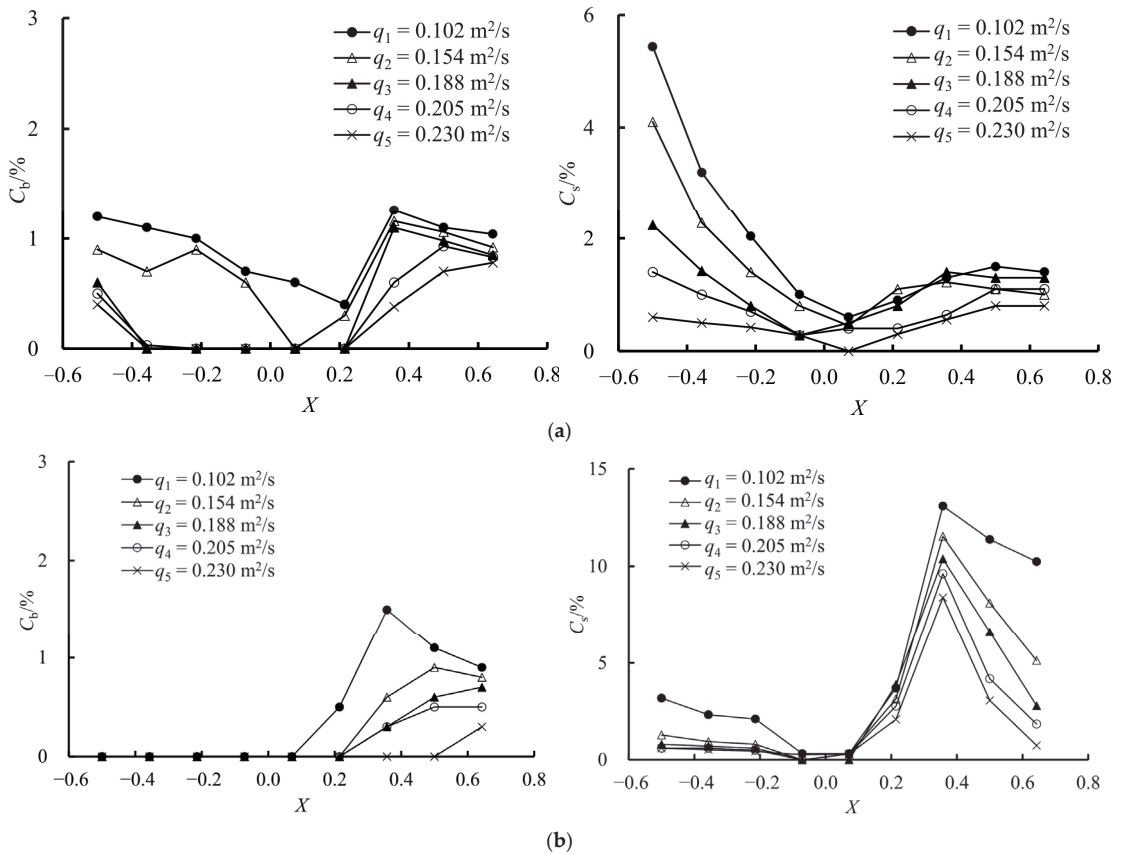 3
2
1
0
C_b/%
−0.6 −0.4 −0.2 0.0 0.2 0.4 0.6 0.8
X
q₁ = 0.102 m²/s
q₂ = 0.154 m²/s
q₃ = 0.188 m²/s
q₄ = 0.205 m²/s
q₅ = 0.230 m²/s
6
4
2
0
Cₛ/%
−0.6 −0.4 −0.2 0.0 0.2 0.4 0.6 0.8
X
q₁ = 0.102 m²/s
q₂ = 0.154 m²/s
q₃ = 0.188 m²/s
q₄ = 0.205 m²/s
q₅ = 0.230 m²/s
(a)
3
2
1
0
C_b/%
−0.6 −0.4 −0.2 0.0 0.2 0.4 0.6 0.8
X
q₁ = 0.102 m²/s
q₂ = 0.154 m²/s
q₃ = 0.188 m²/s
q₄ = 0.205 m²/s
q₅ = 0.230 m²/s
15
10
5
0
Cₛ/%
−0.6 −0.4 −0.2 0.0 0.2 0.4 0.6 0.8
X
q₁ = 0.102 m²/s
q₂ = 0.154 m²/s
q₃ = 0.188 m²/s
q₄ = 0.205 m²/s
q₅ = 0.230 m²/s
(b)